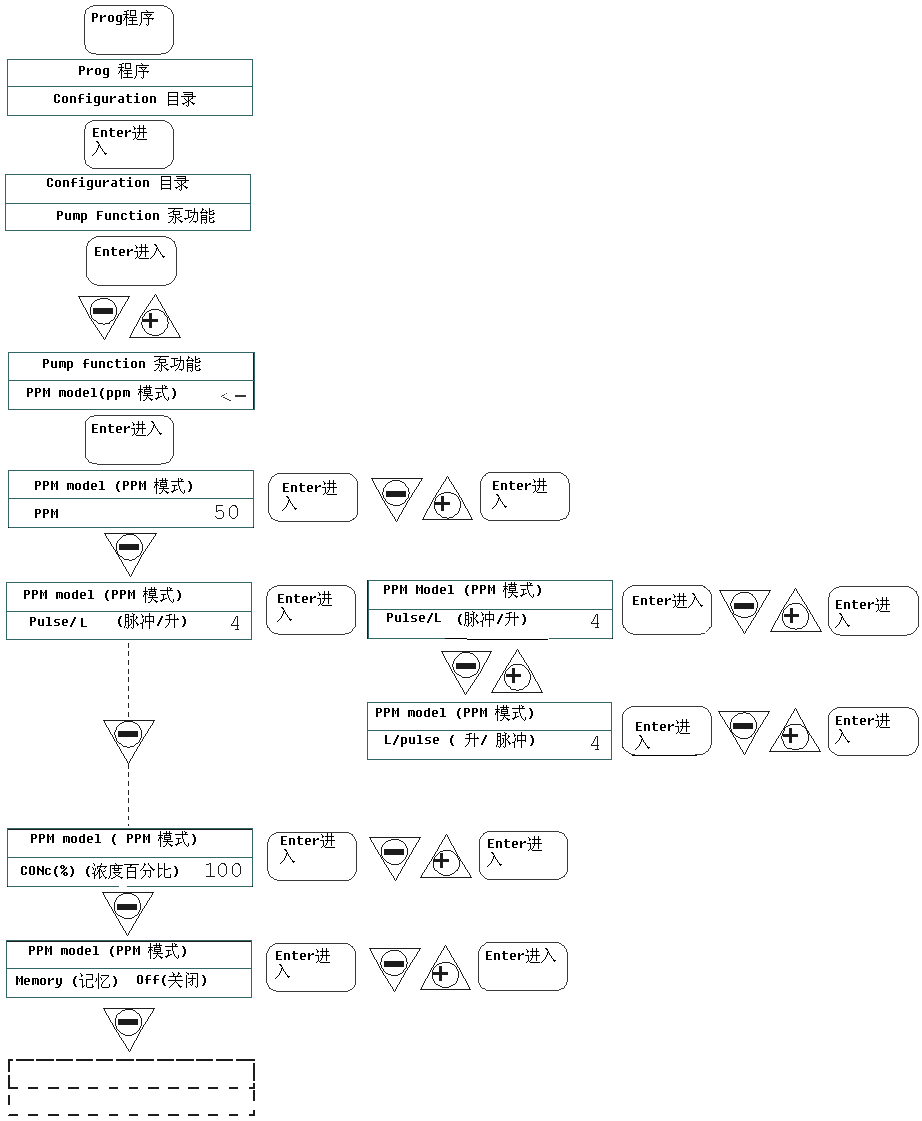 Prog程序
Prog 程序
Configuration 目录
Enter进
入
Configuration 目录
Pump Function 泵功能
Enter进入
Pump function 泵功能
PPM model(ppm 模式) <-
Enter进入
PPM model (PPM 模式)
PPM 50
Enter进
入
Enter进
入
PPM model (PPM 模式)
Pulse/L (脉冲/升) 4
Enter进
入
PPM Model (PPM 模式)
Pulse/L (脉冲/升) 4
Enter进入
Enter进
入
PPM model (PPM 模式)
L/pulse ( 升/ 脉冲) 4
Enter进
入
Enter进
入
PPM model ( PPM 模式)
CONc(%) (浓度百分比) 100
Enter进
入
Enter进
入
PPM model (PPM 模式)
Memory (记忆) Off(关闭)
Enter进
入
Enter进入